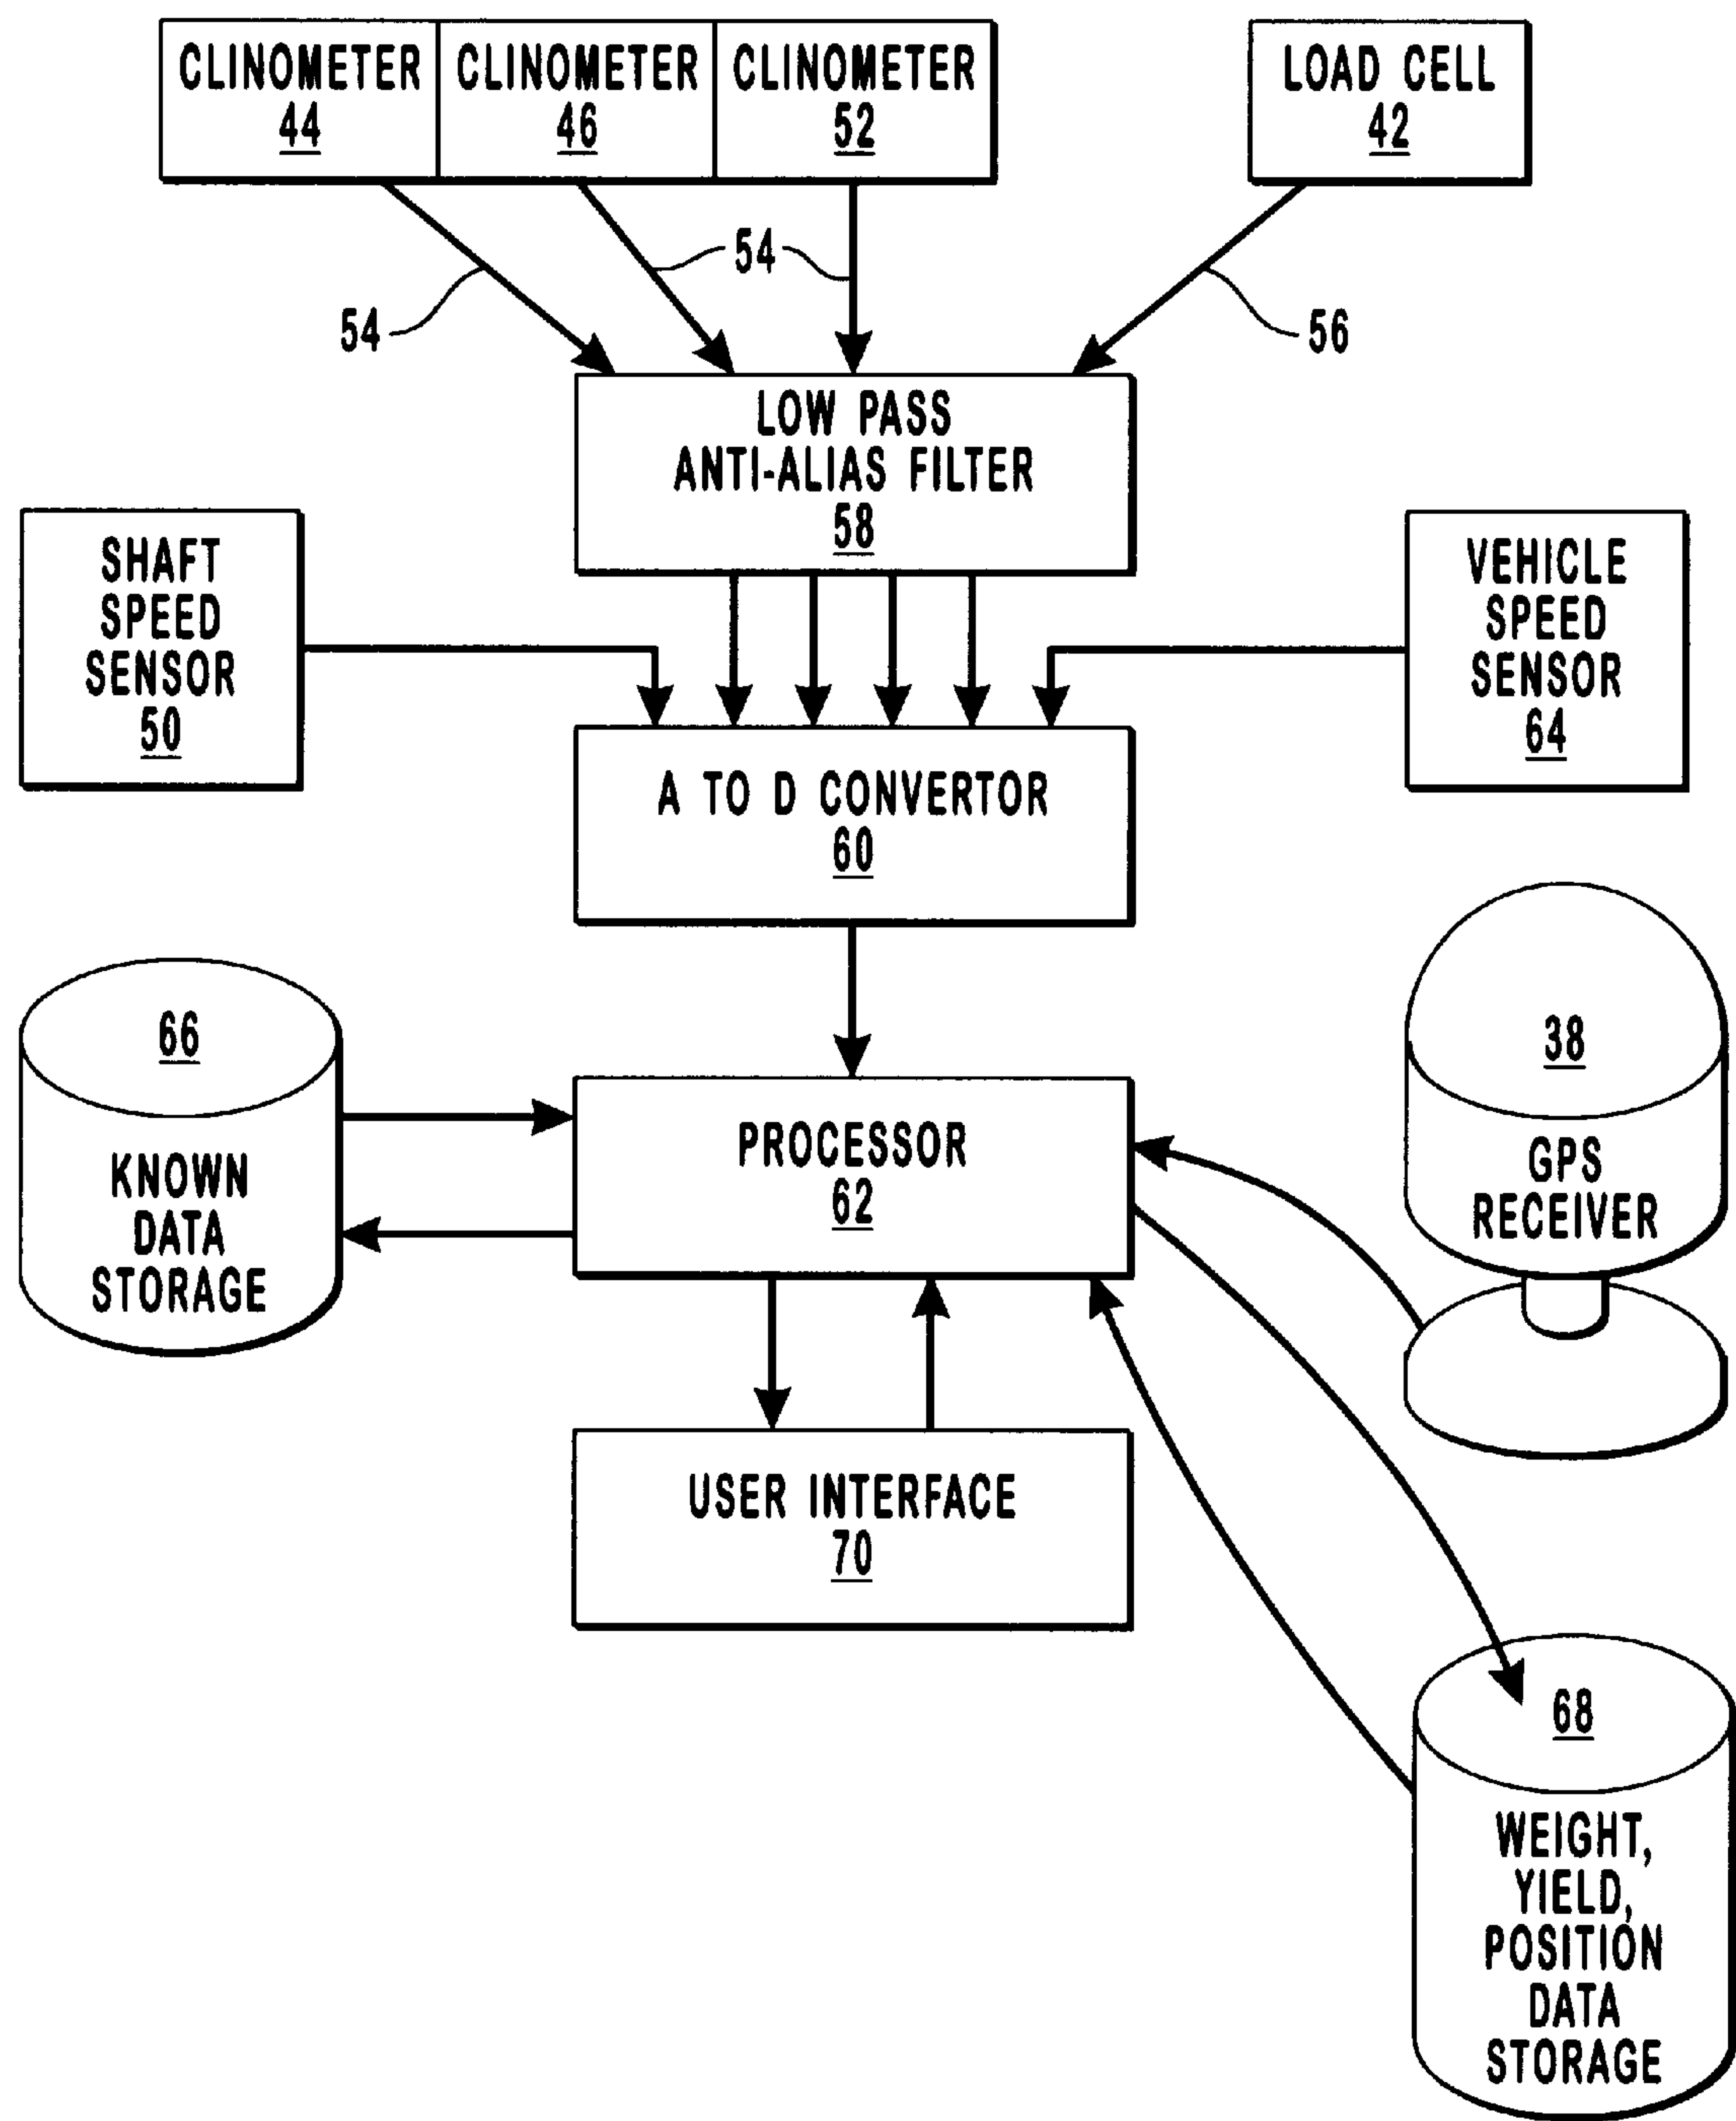 CLINOMETER
44
CLINOMETER
46
CLINOMETER
52
LOAD CELL
42
54
54
56
LOW PASS
ANTI-ALIAS FILTER
58
SHAFT
SPEED
SENSOR
50
VEHICLE
SPEED
SENSOR
64
A TO D CONVERTOR
60
66
KNOWN
DATA
STORAGE
PROCESSOR
62
38
GPS
RECEIVER
USER INTERFACE
70
68
WEIGHT,
YIELD,
POSITION
DATA
STORAGE